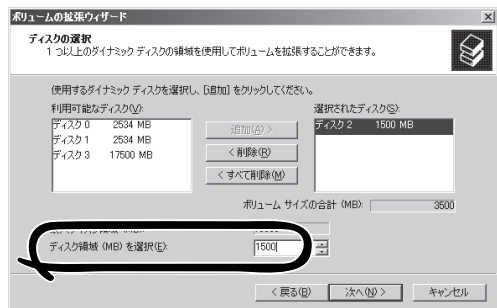 ボリュームの拡張ウィザード
ディスクの選択
1 つ以上のダイナミック ディスクの領域を使用してボリュームを拡張することができます。
使用するダイナミック ディスクを選択し、[追加] をクリックしてください。
利用可能なディスク(V):
選択されたディスク(S):
ディスク 0 2534 MB
ディスク 1 2534 MB
ディスク 3 17500 MB
追加(A) >
< 削除(R)
< すべて削除(M)
ディスク 2 1500 MB
ボリューム サイズの合計 (MB): 3500
ディスク領域 (MB) を選択(E): 1500
< 戻る(B)
次へ(N) >
キャンセル